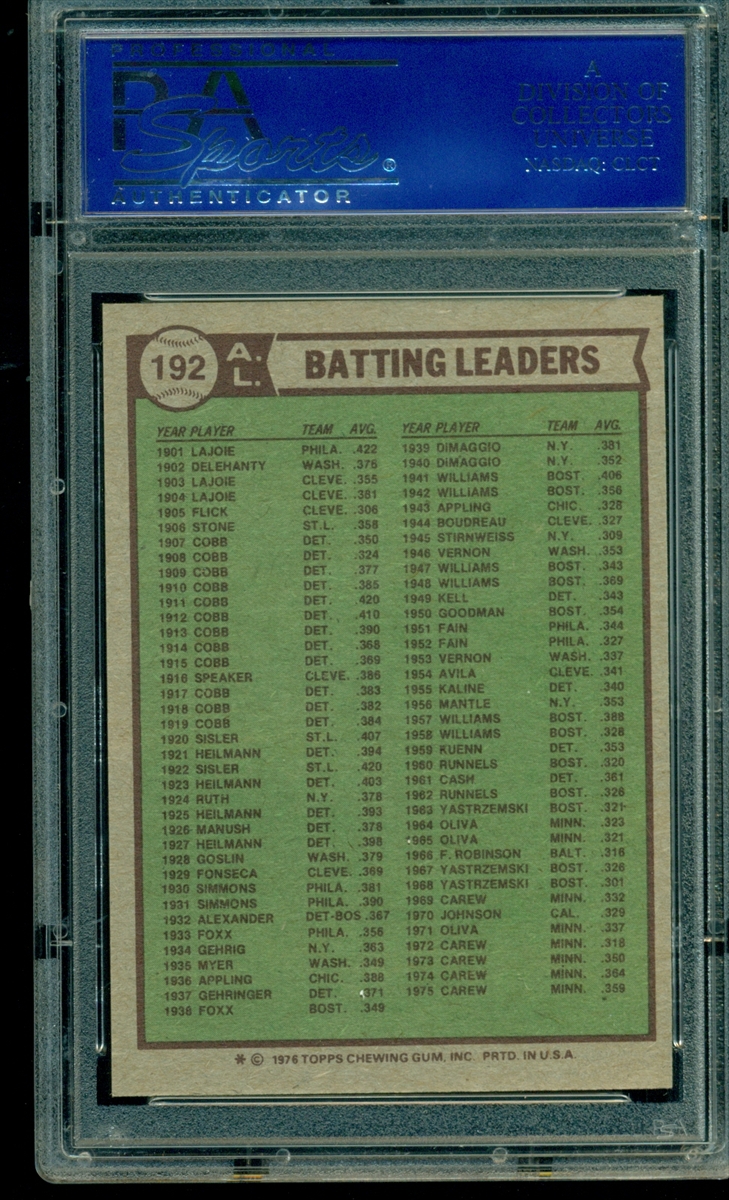 PROFESSIONAL
PSA
Sports®
AUTHENTICATOR
A
DIVISION OF
COLLECTORS
UNIVERSE
NASDAQ: CLCT
192 A.L. BATTING LEADERS
YEAR PLAYER TEAM AVG.
1901 LAJOIE PHILA. .422
1902 DELEHANTY WASH. .376
1903 LAJOIE CLEVE. .355
1904 LAJOIE CLEVE. .381
1905 FLICK CLEVE. .306
1906 STONE ST.L. .358
1907 COBB DET. .350
1908 COBB DET. .324
1909 COBB DET. .377
1910 COBB DET. .385
1911 COBB DET. .420
1912 COBB DET. .410
1913 COBB DET. .390
1914 COBB DET. .368
1915 COBB DET. .369
1916 SPEAKER CLEVE. .386
1917 COBB DET. .383
1918 COBB DET. .382
1919 COBB DET. .384
1920 SISLER ST.L. .407
1921 HEILMANN DET. .394
1922 SISLER ST.L. .420
1923 HEILMANN DET. .403
1924 RUTH N.Y. .378
1925 HEILMANN DET. .393
1926 MANUSH DET. .378
1927 HEILMANN DET. .398
1928 GOSLIN WASH. .379
1929 FONSECA CLEVE. .369
1930 SIMMONS PHILA. .381
1931 SIMMONS PHILA. .390
1932 ALEXANDER DET-BOS .367
1933 FOXX PHILA. .356
1934 GEHRIG N.Y. .363
1935 MYER WASH. .349
1936 APPLING CHIC. .388
1937 GEHRINGER DET. .371
1938 FOXX BOST. .349
YEAR PLAYER TEAM AVG.
1939 DIMAGGIO N.Y. .381
1940 DIMAGGIO N.Y. .352
1941 WILLIAMS BOST. .406
1942 WILLIAMS BOST. .356
1943 APPLING CHIC. .328
1944 BOUDREAU CLEVE. .327
1945 STIRNWEISS N.Y. .309
1946 VERNON WASH. .353
1947 WILLIAMS BOST. .343
1948 WILLIAMS BOST. .369
1949 KELL DET. .343
1950 GOODMAN BOST. .354
1951 FAIN PHILA. .344
1952 FAIN PHILA. .327
1953 VERNON WASH. .337
1954 AVILA CLEVE. .341
1955 KALINE DET. .340
1956 MANTLE N.Y. .353
1957 WILLIAMS BOST. .388
1958 WILLIAMS BOST. .328
1959 KUENN DET. .353
1960 RUNNELS BOST. .320
1961 CASH DET. .361
1962 RUNNELS BOST. .326
1963 YASTRZEMSKI BOST. .321
1964 OLIVA MINN. .323
1965 OLIVA MINN. .321
1966 F. ROBINSON BALT. .316
1967 YASTRZEMSKI BOST. .326
1968 YASTRZEMSKI BOST. .301
1969 CAREW MINN. .332
1970 JOHNSON CAL. .329
1971 OLIVA MINN. .337
1972 CAREW MINN. .318
1973 CAREW MINN. .350
1974 CAREW MINN. .364
1975 CAREW MINN. .359
* © 1976 TOPPS CHEWING GUM, INC. PRTD. IN U.S.A.
PSA